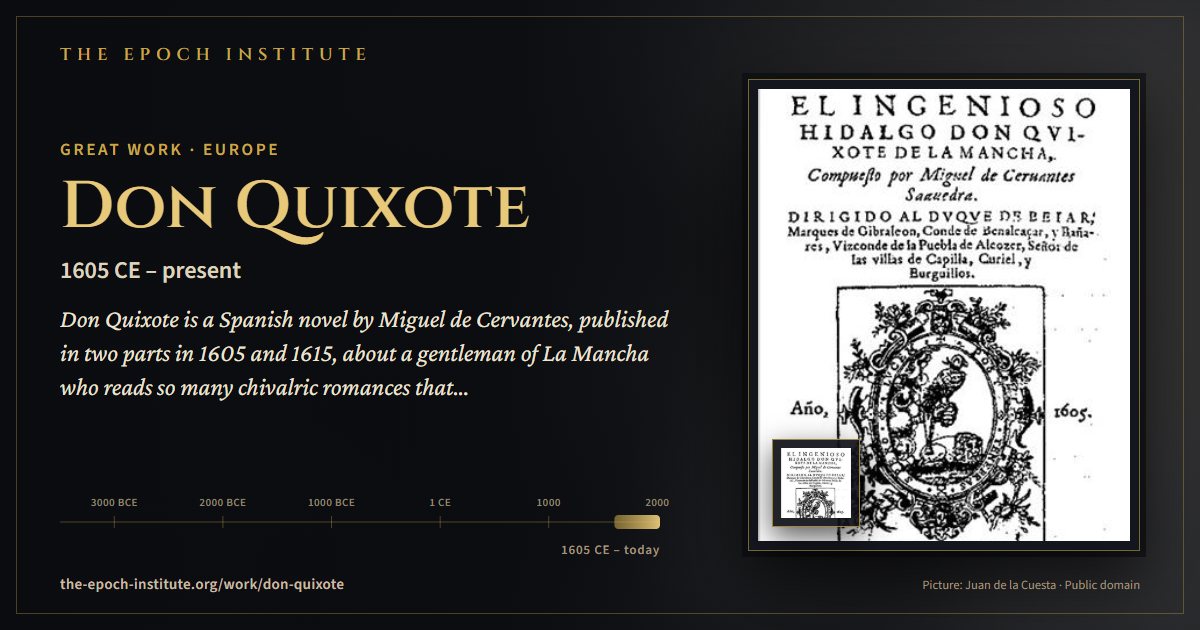 THE EPOCH INSTITUTE
GREAT WORK · EUROPE
DON QUIXOTE
1605 CE – present
Don Quixote is a Spanish novel by Miguel de Cervantes, published
in two parts in 1605 and 1615, about a gentleman of La Mancha
who reads so many chivalric romances that...
3000 BCE 2000 BCE 1000 BCE 1 CE 1000 2000
1605 CE – today
the-epoch-institute.org/work/don-quixote
EL INGENIOSO
HIDALGO DON QVI-
XOTE DE LA MANCHA,
Compuesto por Miguel de Ceruantes
Saauedra.
DIRIGIDO AL DVQVE DE BEIAR,
Marques de Gibraleon, Conde de Benalcaçar, y Baña-
res, Vizconde de la Puebla de Alcozer, Señor de
las villas de Capilla, Curiel, y
Burguillos.
Año, 1605.
Picture: Juan de la Cuesta · Public domain